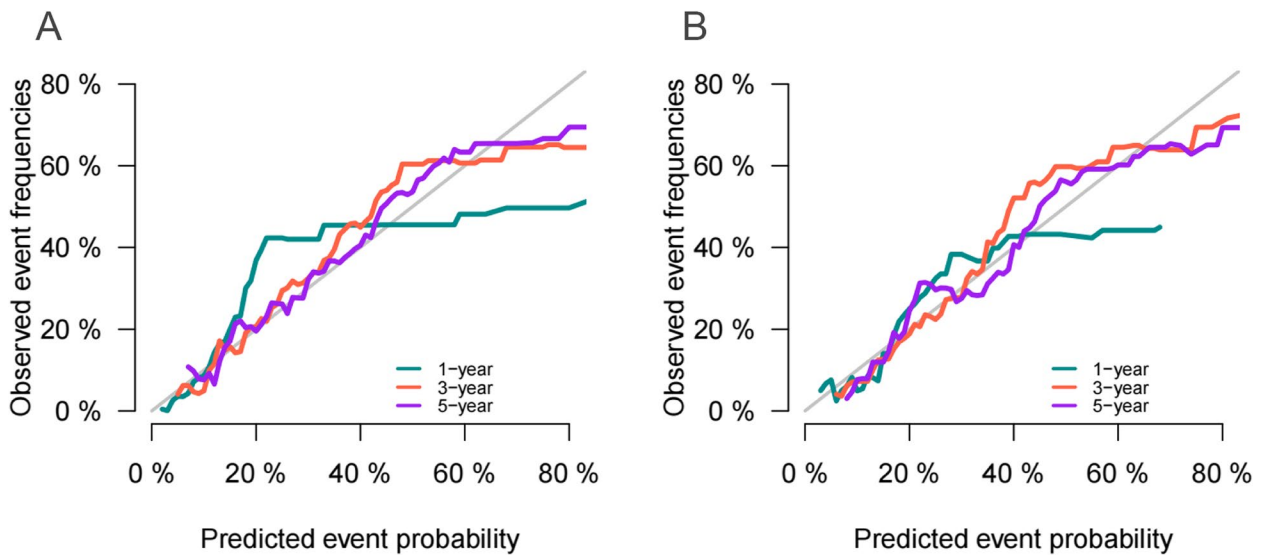 A
Observed event frequencies
80 %
60 %
40 %
20 %
0 %
1−year
3−year
5−year
0 %
20 %
40 %
60 %
80 %
Predicted event probability
B
Observed event frequencies
80 %
60 %
40 %
20 %
0 %
1−year
3−year
5−year
0 %
20 %
40 %
60 %
80 %
Predicted event probability